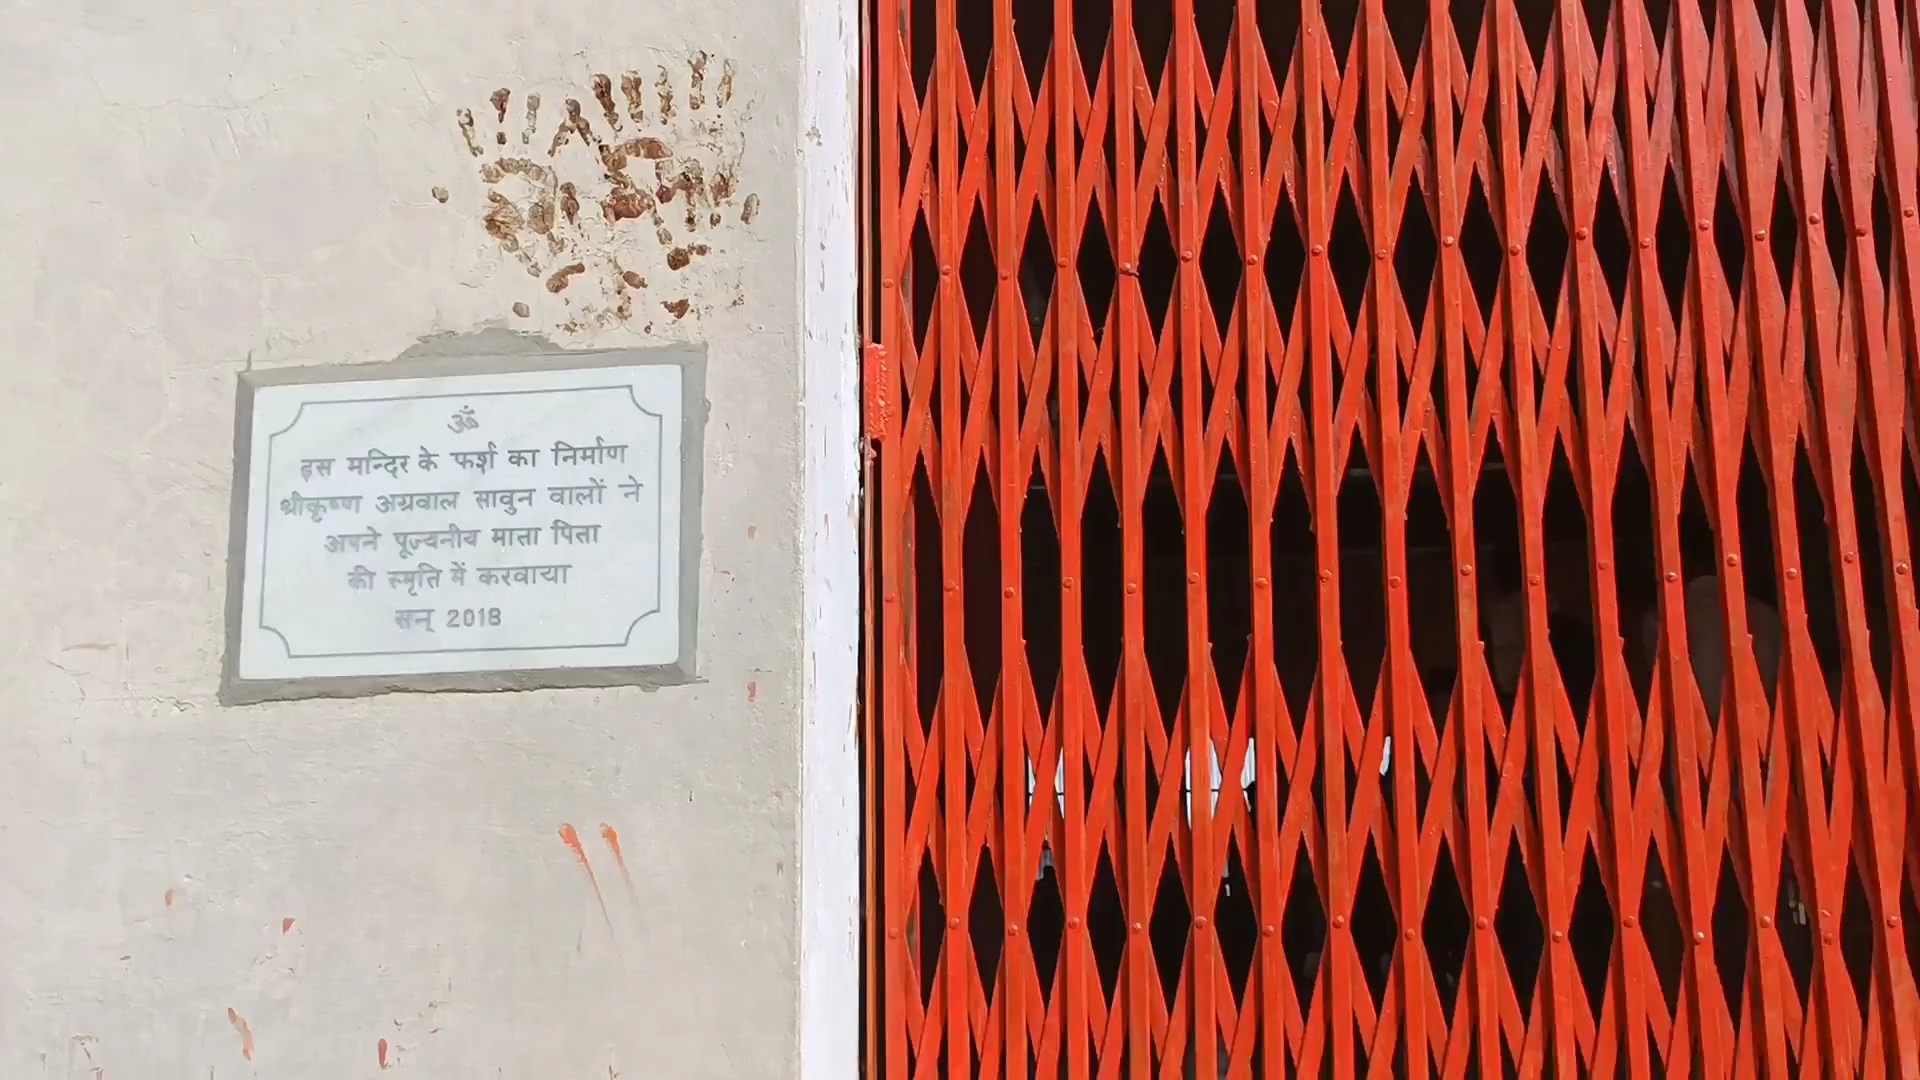 ॐ
इस मन्दिर के फर्श का निर्माण
श्रीकृष्ण अग्रवाल सावुन वालों ने
अपने पूज्यनीय माता पिता
की स्मृति में करवाया
सन् 2018